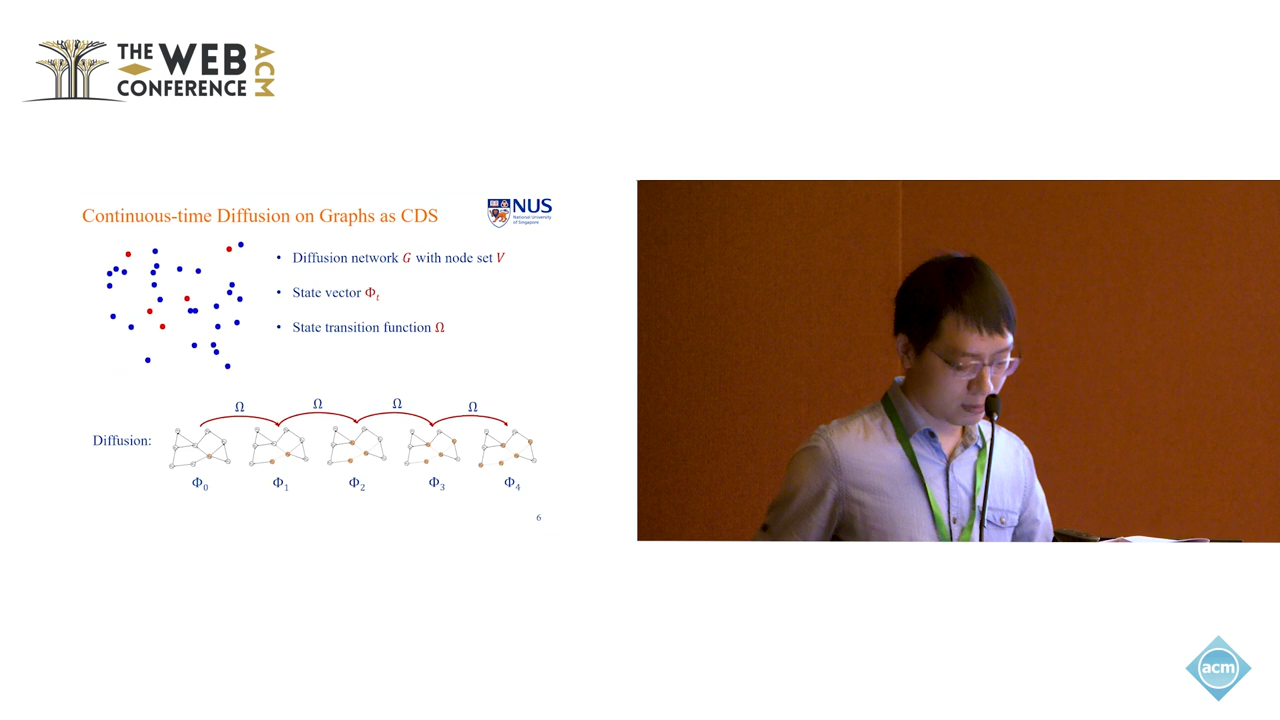 THE WEB
CONFERENCE
ACM
Continuous-time Diffusion on Graphs as CDS
NUS
National University
of Singapore
• Diffusion network G with node set V
• State vector Φt
• State transition function Ω
Ω Ω Ω Ω
Diffusion:
Φ0 Φ1 Φ2 Φ3 Φ4
6
acm